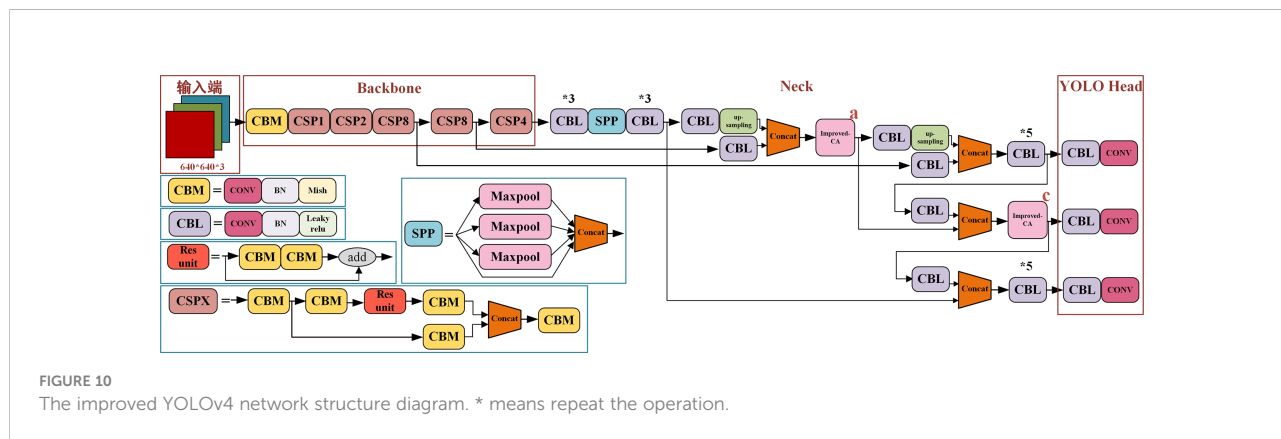 输入端
Backbone
Neck
YOLO Head
640*640*3
CBM CSP1 CSP2 CSP8 CSP8 CSP4
*3 *3
CBL SPP CBL CBL up-sampling
CBL
Concat
Improved-CA
a
CBL up-sampling
CBL
Concat
*5
CBL CBL CONV
CBL
Concat
Improved-CA
c
CBL CONV
CBL
Concat
*5
CBL CBL CONV
CBM = CONV BN Mish
CBL = CONV BN Leaky relu
Res unit = CBM CBM add
SPP = Maxpool
Maxpool
Maxpool
Concat
CSPX = CBM CBM Res unit CBM
CBM
Concat
CBM
FIGURE 10
The improved YOLOv4 network structure diagram. * means repeat the operation.